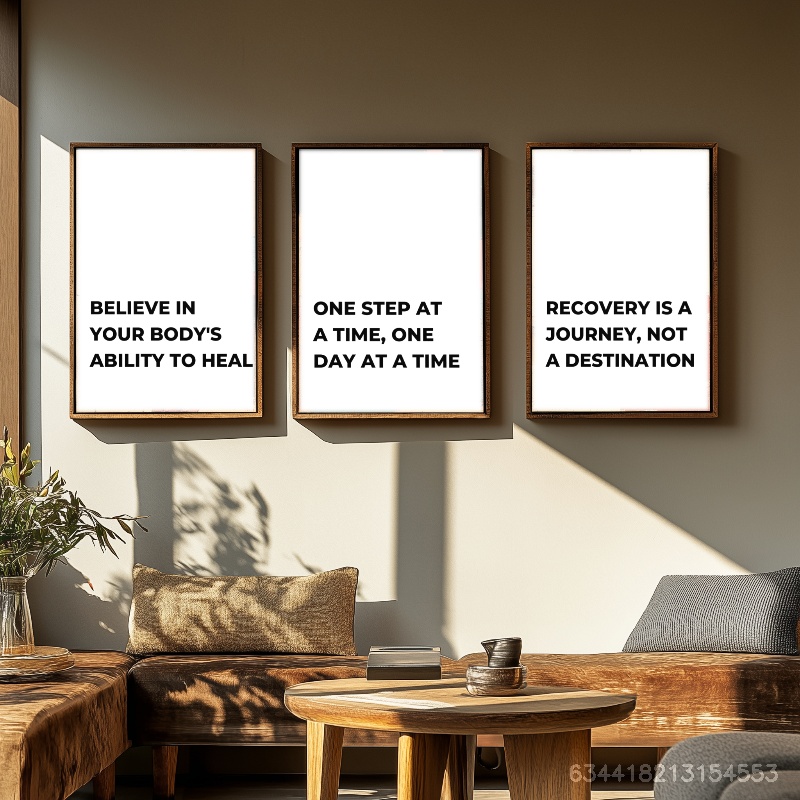 BELIEVE IN
YOUR BODY'S
ABILITY TO HEAL
ONE STEP AT
A TIME, ONE
DAY AT A TIME
RECOVERY IS A
JOURNEY, NOT
A DESTINATION
634418213154553